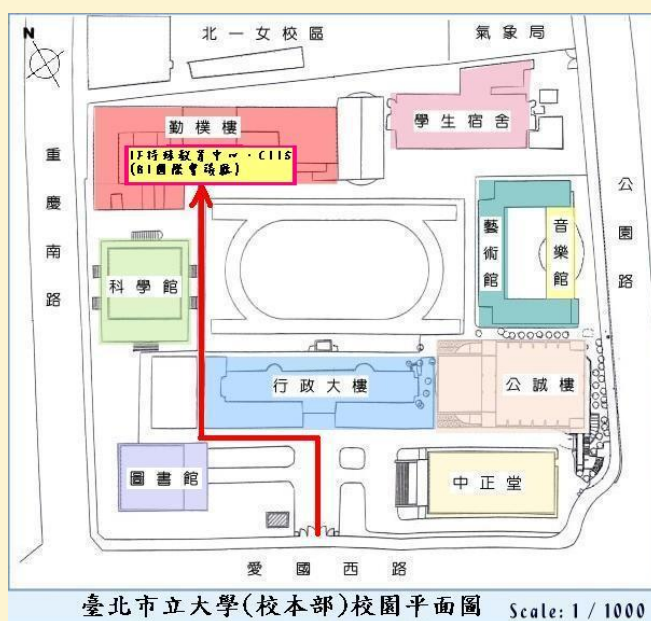 N
北一女校區
氣象局
勤樸樓
1F特殊教育中心・C115
(B1國際會議廳)
學生宿舍
重慶南路
公園路
藝術館
音樂館
科學館
行政大樓
公誠樓
圖書館
中正堂
愛國西路
臺北市立大學(校本部)校園平面圖 Scale: 1 / 1000